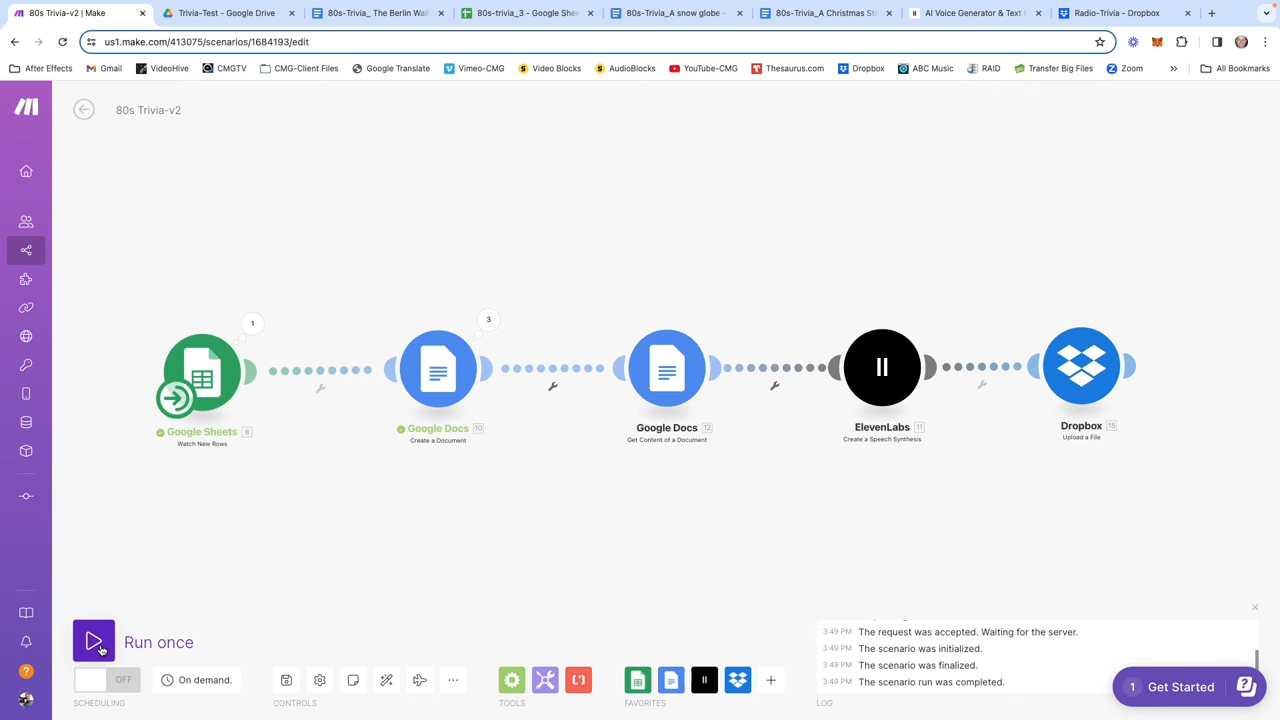 80s Trivia-v2 | Make
Trivia-Test - Google Drive
80s-Trivia_ The Berlin Wall
80s-trivia_3 - Google Shee
80s-Trivia_A snow globe -
80s-Trivia_A Christmas St
AI Voice Generator & Text t
Radio-Trivia - Dropbox
us1.make.com/413075/scenarios/1684193/edit
After Effects
Gmail
VideoHive
CMGTV
CMG-Client Files
Google Translate
Vimeo-CMG
Video Blocks
AudioBlocks
YouTube-CMG
Thesaurus.com
Dropbox
ABC Music
RAID
Transfer Big Files
Zoom
All Bookmarks
80s Trivia-v2
1
3
Google Sheets 8
Watch New Rows
Google Docs 10
Create a Document
Google Docs 12
Get Content of a Document
ElevenLabs 11
Create a Speech Synthesis
Dropbox 15
Upload a File
Run once
OFF
On demand.
SCHEDULING
CONTROLS
TOOLS
FAVORITES
LOG
3:49 PM The request was accepted. Waiting for the server.
3:49 PM The scenario was initialized.
3:49 PM The scenario was finalized.
3:49 PM The scenario run was completed.
1 Get Started